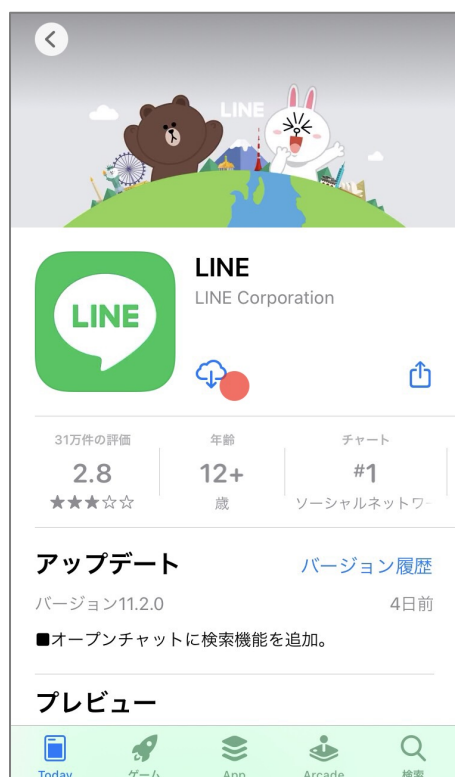 LINE
LINE
LINE Corporation
LINE
31万件の評価
年齢
チャート
2.8
12+
#1
★★★☆☆
歳
ソーシャルネットワー
アップデート
バージョン履歴
バージョン11.2.0
4日前
■オープンチャットに検索機能を追加。
プレビュー
Today
ゲーム
App
Arcade
検索